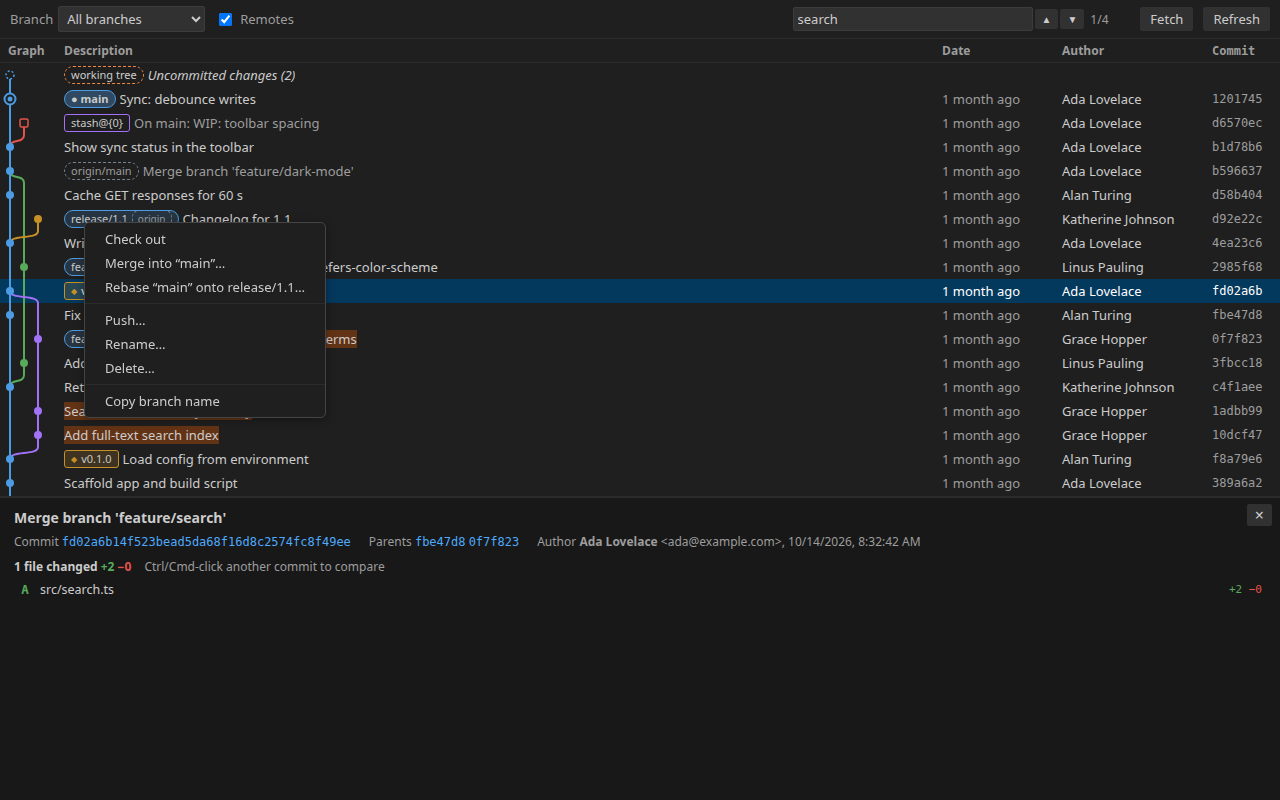 Branch All branches Remotes search ▲ ▼ 1/4 Fetch Refresh
Graph Description Date Author Commit
working tree Uncommitted changes (2)
● main Sync: debounce writes 1 month ago Ada Lovelace 1201745
stash@{0} On main: WIP: toolbar spacing 1 month ago Ada Lovelace d6570ec
Show sync status in the toolbar 1 month ago Ada Lovelace b1d78b6
origin/main Merge branch 'feature/dark-mode' 1 month ago Ada Lovelace b596637
Cache GET responses for 60 s 1 month ago Alan Turing d58b404
release/1.1 origin Changelog for 1.1 1 month ago Katherine Johnson d92e22c
Check out
Wri 1 month ago Ada Lovelace 4ea23c6
Merge into “main”...
fea efers-color-scheme 1 month ago Linus Pauling 2985f68
Rebase “main” onto release/1.1...
v 1 month ago Ada Lovelace fd02a6b
Fix 1 month ago Alan Turing fbe47d8
Push...
fea erms 1 month ago Grace Hopper 0f7f823
Rename...
Add 1 month ago Linus Pauling 3fbcc18
Delete...
Ret 1 month ago Katherine Johnson c4f1aee
Copy branch name
Sea 1 month ago Grace Hopper 1adbb99
Add full-text search index 1 month ago Grace Hopper 10dcf47
◆ v0.1.0 Load config from environment 1 month ago Alan Turing f8a79e6
Scaffold app and build script 1 month ago Ada Lovelace 389a6a2
Merge branch 'feature/search' ✕
Commit fd02a6b14f523bead5da68f16d8c2574fc8f49ee Parents fbe47d8 0f7f823 Author Ada Lovelace <ada@example.com>, 10/14/2026, 8:32:42 AM
1 file changed +2 −0 Ctrl/Cmd-click another commit to compare
A src/search.ts +2 −0